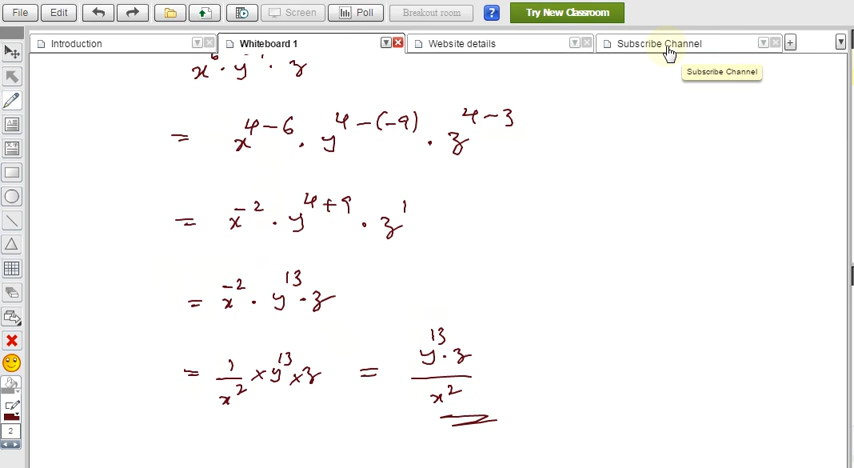 File Edit Screen Poll Breakout room ? Try New Classroom
Introduction Whiteboard 1 Website details Subscribe Channel +
Subscribe Channel
= x^{4-6} · y^{4-(-9)} · z^{4-3}
= x^{-2} · y^{4+9} · z^1
= x^{-2} · y^{13} · z
= 1/x^2 × y^{13} × z = y^{13} · z / x^2
2